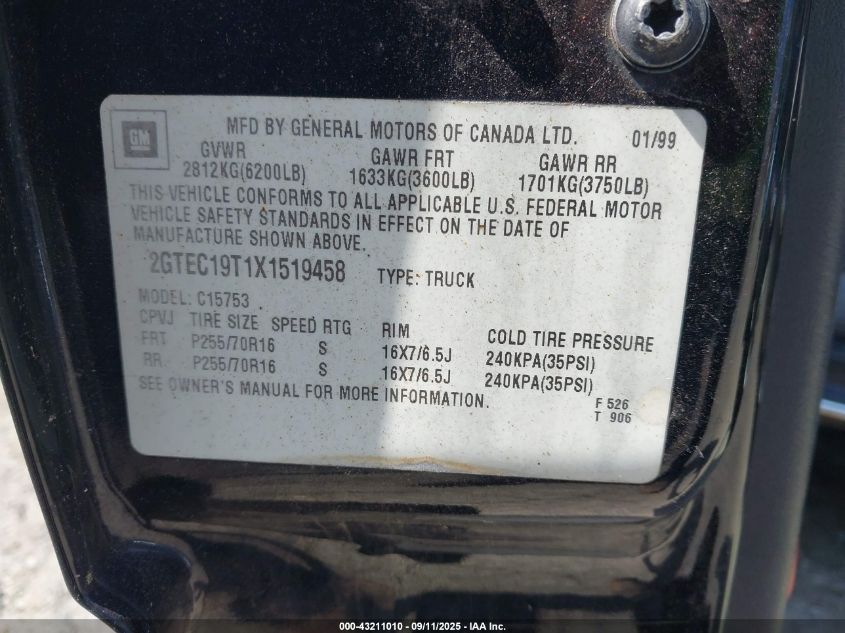 GM
MFD BY GENERAL MOTORS OF CANADA LTD. 01/99
GVWR GAWR FRT GAWR RR
2812KG(6200LB) 1633KG(3600LB) 1701KG(3750LB)
THIS VEHICLE CONFORMS TO ALL APPLICABLE U.S. FEDERAL MOTOR
VEHICLE SAFETY STANDARDS IN EFFECT ON THE DATE OF
MANUFACTURE SHOWN ABOVE.
2GTEC19T1X1519458 TYPE: TRUCK
MODEL: C15753
CPVJ TIRE SIZE SPEED RTG RIM COLD TIRE PRESSURE
FRT P255/70R16 S 16X7/6.5J 240KPA(35PSI)
RR P255/70R16 S 16X7/6.5J 240KPA(35PSI)
SEE OWNER'S MANUAL FOR MORE INFORMATION.
F 526
T 906
000-43211010 - 09/11/2025 - IAA Inc.